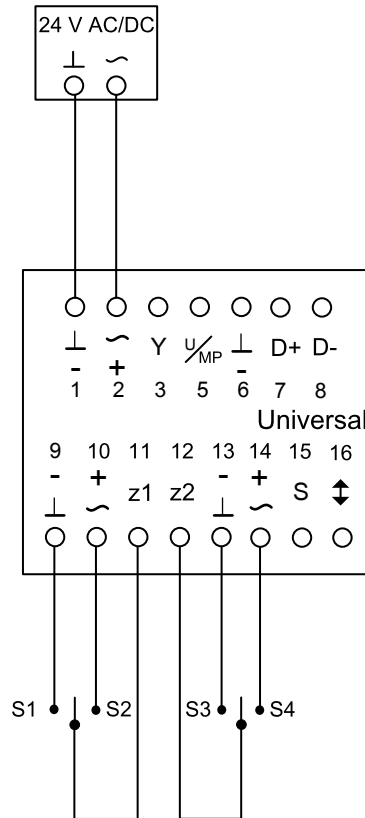 24 V AC/DC
⊥ ~
⊥ ~ Y U/MP ⊥ D+ D-
- + -
1 2 3 5 6 7 8
Universal
9 10 11 12 13 14 15 16
- + z1 z2 - + S ↕
⊥ ~ ⊥ ~
S1 S2 S3 S4